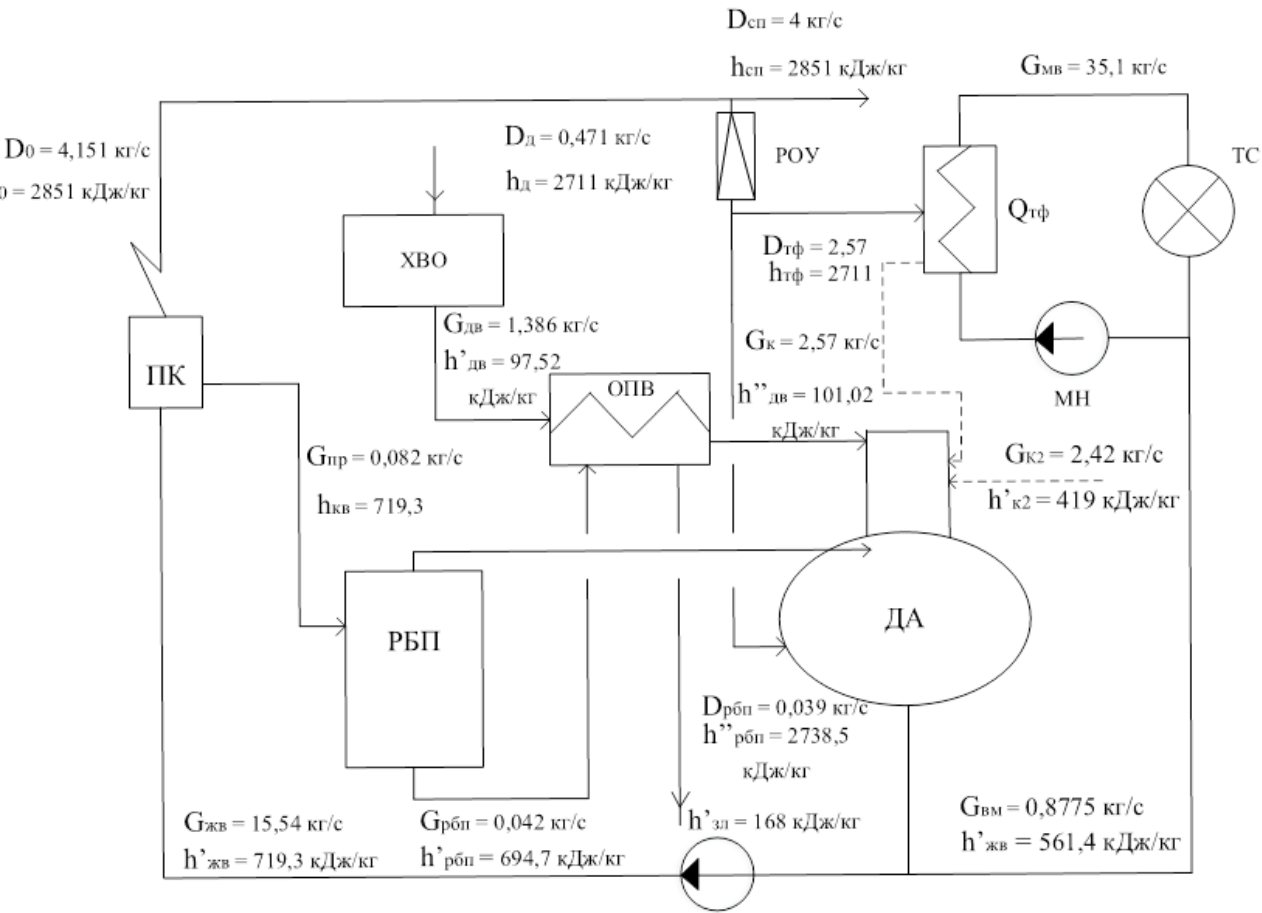 Dсп = 4 кг/с
hсп = 2851 кДж/кг
Gмв = 35,1 кг/с
D0 = 4,151 кг/с
0 = 2851 кДж/кг
Dд = 0,471 кг/с
hд = 2711 кДж/кг
РОУ
ТС
ХВО
Qтф
Dтф = 2,57
hтф = 2711
Gдв = 1,386 кг/с
h’дв = 97,52
кДж/кг
Gк = 2,57 кг/с
ПК
ОПВ
h’’дв = 101,02
кДж/кг
МН
Gпр = 0,082 кг/с
hкв = 719,3
Gк2 = 2,42 кг/с
h’к2 = 419 кДж/кг
РБП
ДА
Dрбп = 0,039 кг/с
h’’рбп = 2738,5
кДж/кг
Gжв = 15,54 кг/с
h’жв = 719,3 кДж/кг
Gрбп = 0,042 кг/с
h’рбп = 694,7 кДж/кг
h’зл = 168 кДж/кг
Gвм = 0,8775 кг/с
h’жв = 561,4 кДж/кг